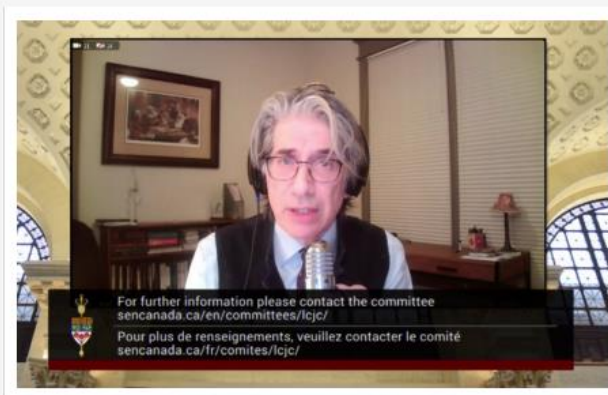 For further information please contact the committee
sencanada.ca/en/committees/lcjc/
Pour plus de renseignements, veuillez contacter le comité
sencanada.ca/fr/comites/lcjc/